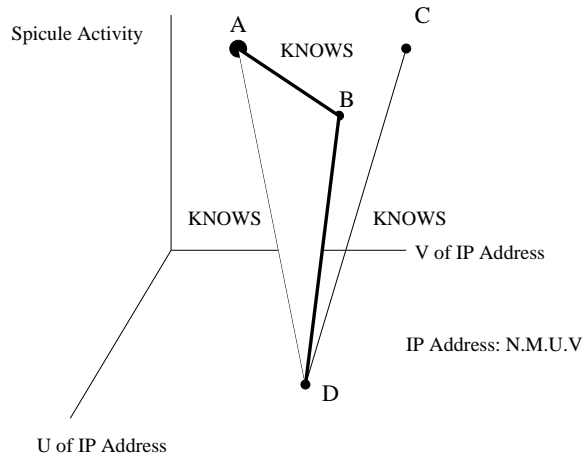 A
C
Spicule Activity
KNOWS
B
KNOWS
KNOWS
V of IP Address
IP Address: N.M.U.V
D
U of IP Address